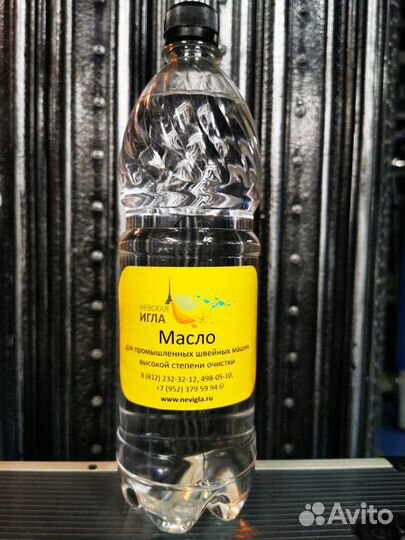 НЕВСКАЯ
ИГЛА
Масло
для промышленных швейных машин
высокой степени очистки
8 (812) 232-32-12, 498-05-10,
+7 (952) 379 59 94
www.nevigla.ru
Avito